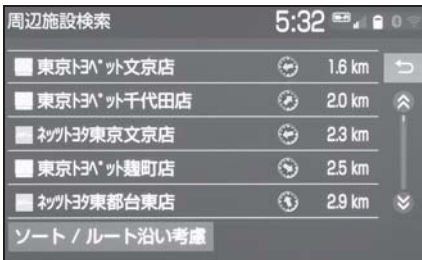 周辺施設検索 5:32
東京トヨペット文京店 1.6 km
東京トヨペット千代田店 2.0 km
ネッツトヨタ東京文京店 2.3 km
東京トヨペット麹町店 2.5 km
ネッツトヨタ東都台東店 2.9 km
ソート / ルート沿い考慮